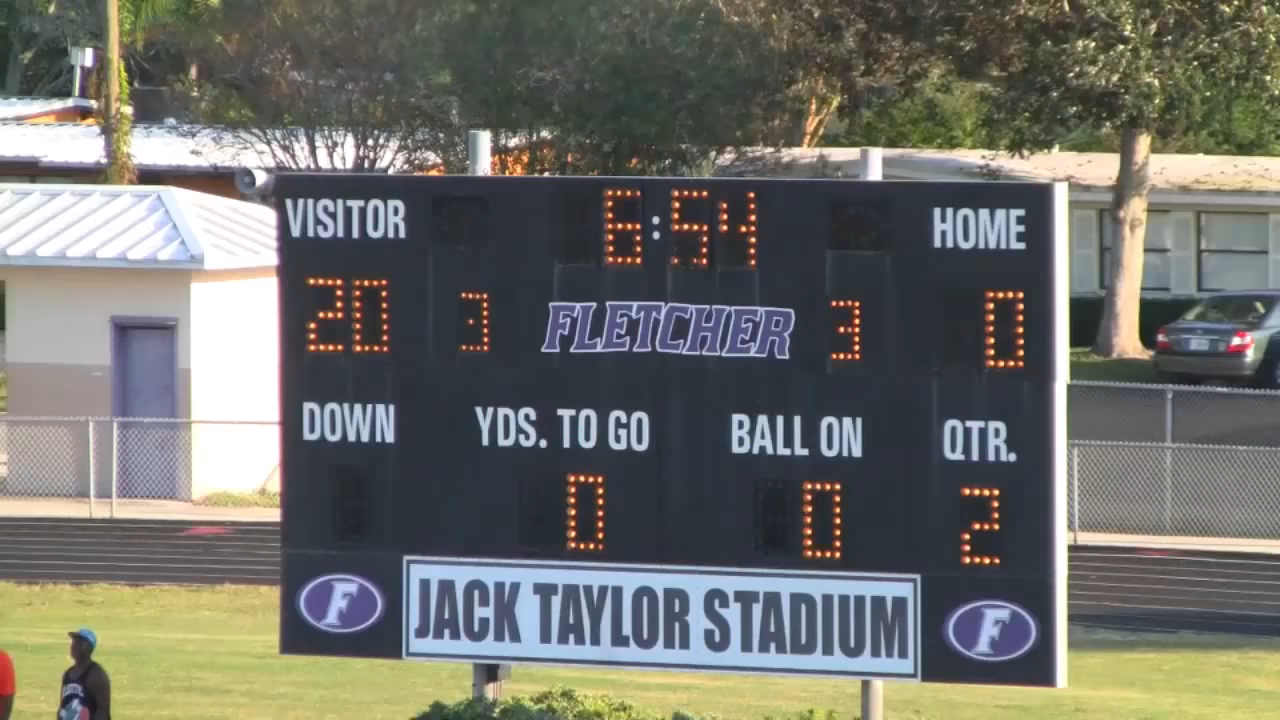 VISITOR 6:54 HOME
20 3 FLETCHER 3 0
DOWN YDS. TO GO BALL ON QTR.
0 0 2
F JACK TAYLOR STADIUM F